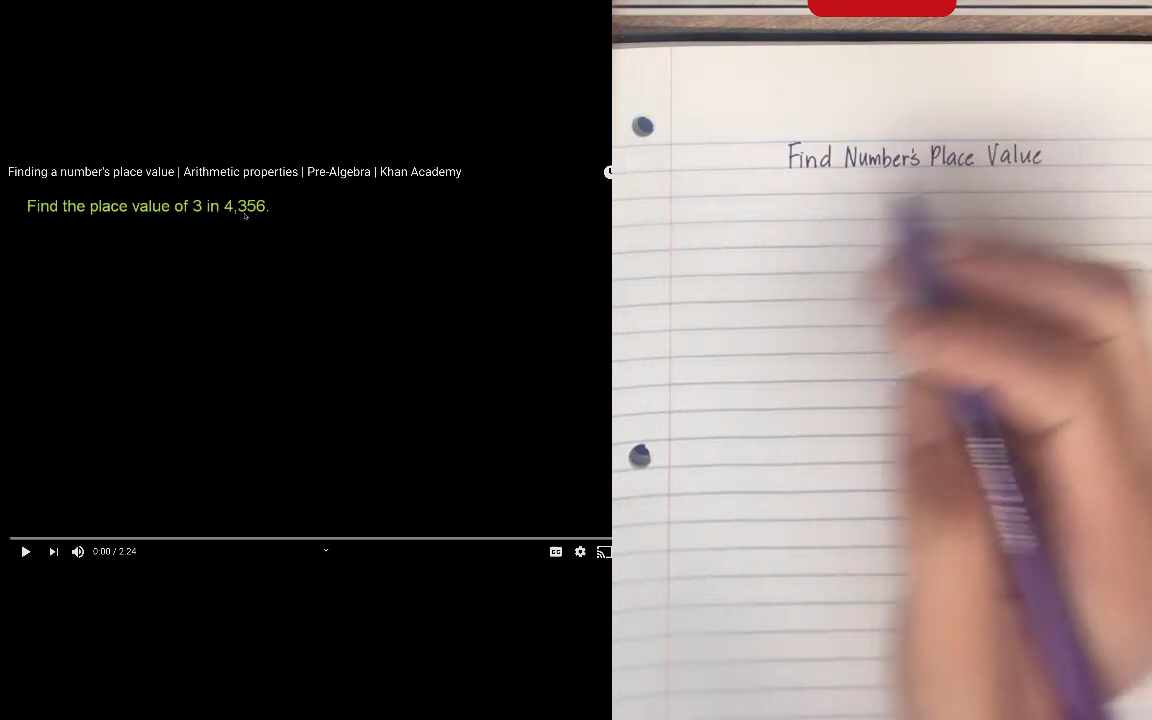 Finding a number's place value | Arithmetic properties | Pre-Algebra | Khan Academy
Find the place value of 3 in 4,356.
0:00 / 2:24
CC
Find Number's Place Value